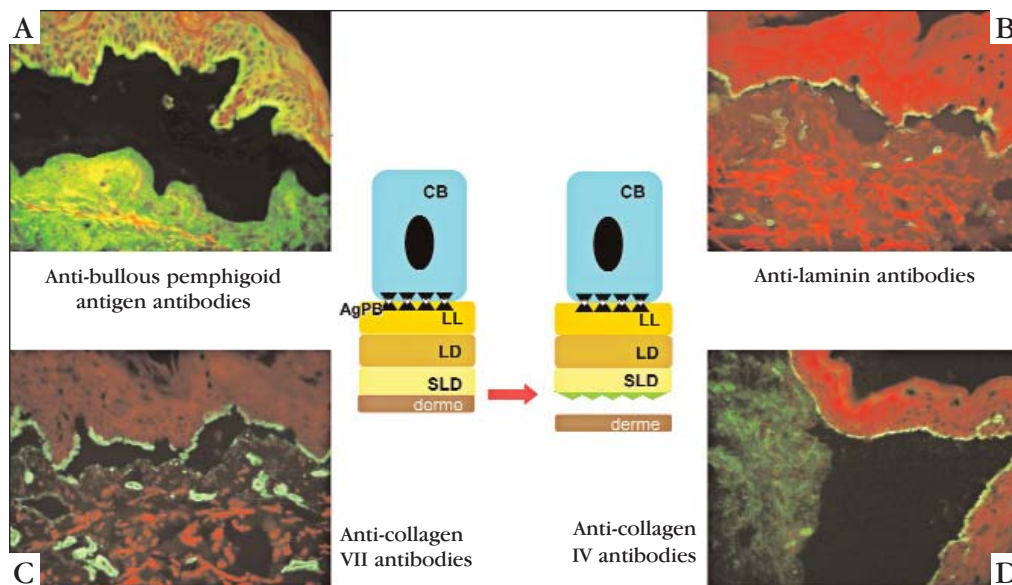 A
B
Anti-bullous pemphigoid
antigen antibodies
Anti-laminin antibodies
CB
CB
AgPB
LL
LL
LD
LD
SLD
SLD
dermo
derme
Anti-collagen
VII antibodies
Anti-collagen
IV antibodies
C
D